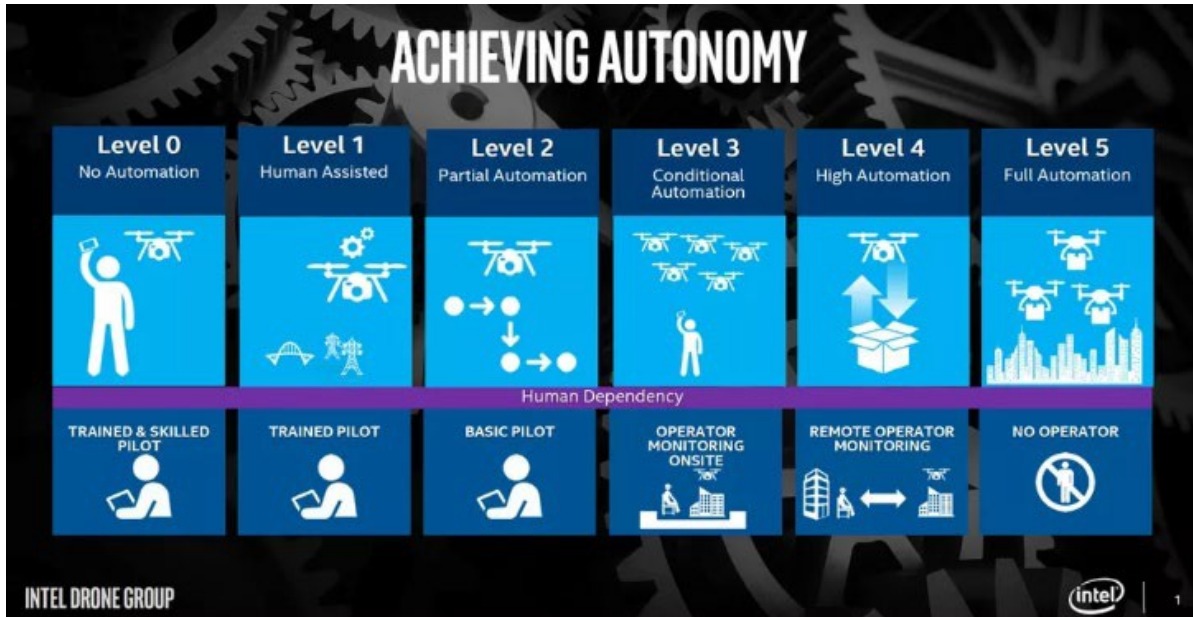 ACHIEVING AUTONOMY
Level 0
No Automation
Level 1
Human Assisted
Level 2
Partial Automation
Level 3
Conditional
Automation
Level 4
High Automation
Level 5
Full Automation
Human Dependency
TRAINED & SKILLED
PILOT
TRAINED PILOT
BASIC PILOT
OPERATOR
MONITORING
ONSITE
REMOTE OPERATOR
MONITORING
NO OPERATOR
INTEL DRONE GROUP
intel
1